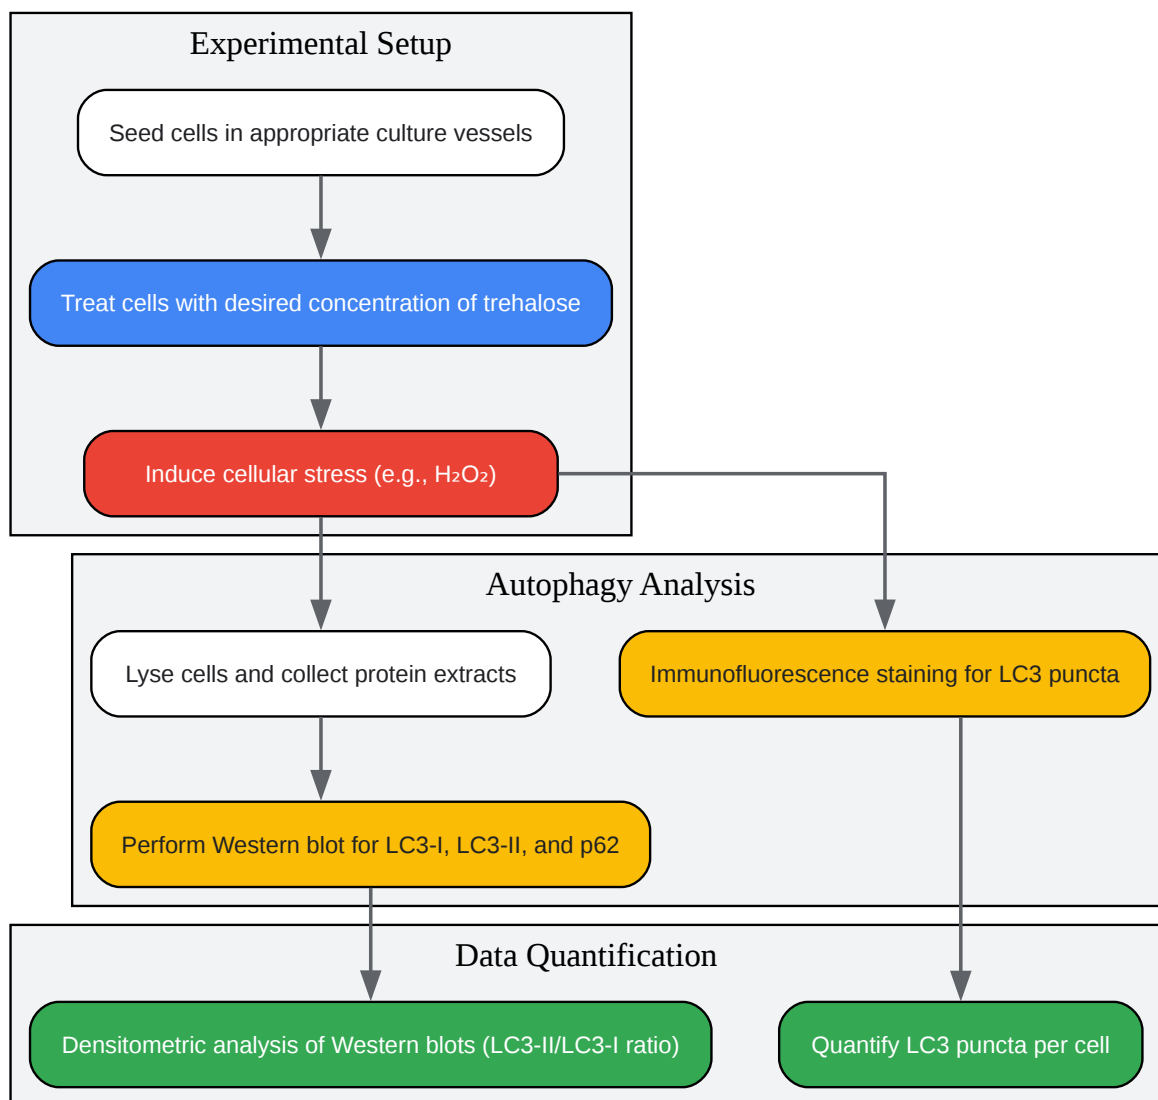 Experimental Setup
Seed cells in appropriate culture vessels
Treat cells with desired concentration of trehalose
Induce cellular stress (e.g., H₂O₂)
Autophagy Analysis
Lyse cells and collect protein extracts
Immunofluorescence staining for LC3 puncta
Perform Western blot for LC3-I, LC3-II, and p62
Data Quantification
Densitometric analysis of Western blots (LC3-II/LC3-I ratio)
Quantify LC3 puncta per cell